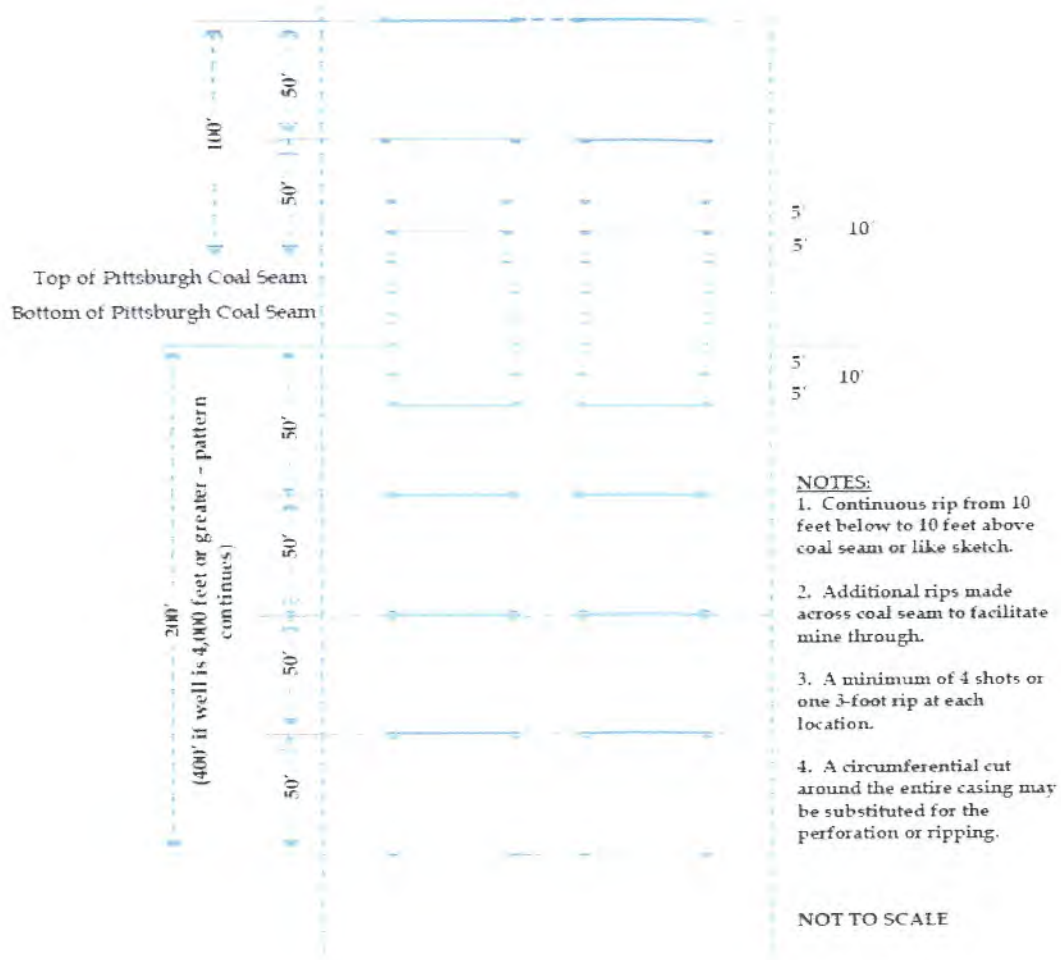 50'
100'
50'
5'
10'
5'
Top of Pittsburgh Coal Seam
Bottom of Pittsburgh Coal Seam
5'
10'
5'
50'
200'
(400' if well is 4,000 feet or greater - pattern
continues)
50'
50'
50'
NOTES:
1. Continuous rip from 10
feet below to 10 feet above
coal seam or like sketch.
2. Additional rips made
across coal seam to facilitate
mine through.
3. A minimum of 4 shots or
one 3-foot rip at each
location.
4. A circumferential cut
around the entire casing may
be substituted for the
perforation or ripping.
NOT TO SCALE